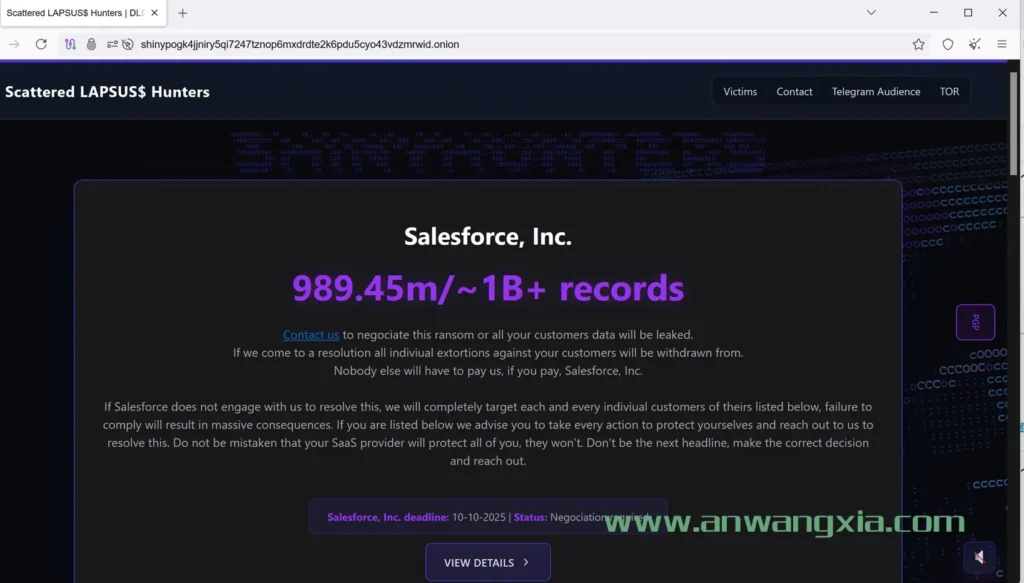 Scattered LAPSUS$ Hunters | DLS
shinypogk4jjniry5qi7247tznop6mxdrdte2k6pdu5cyo43vdzmrwid.onion
Scattered LAPSUS$ Hunters
Victims Contact Telegram Audience TOR
Salesforce, Inc.
989.45m/~1B+ records
Contact us to negociate this ransom or all your customers data will be leaked.
If we come to a resolution all indiviual extortions against your customers will be withdrawn from.
Nobody else will have to pay us, if you pay, Salesforce, Inc.
PGP
If Salesforce does not engage with us to resolve this, we will completely target each and every indiviual customers of theirs listed below, failure to
comply will result in massive consequences. If you are listed below we advise you to take every action to protect yourselves and reach out to us to
resolve this. Do not be mistaken that your SaaS provider will protect all of you, they won't. Don't be the next headline, make the correct decision
and reach out.
Salesforce, Inc. deadline: 10-10-2025 | Status: Negociation required
www.anwangxia.com
VIEW DETAILS